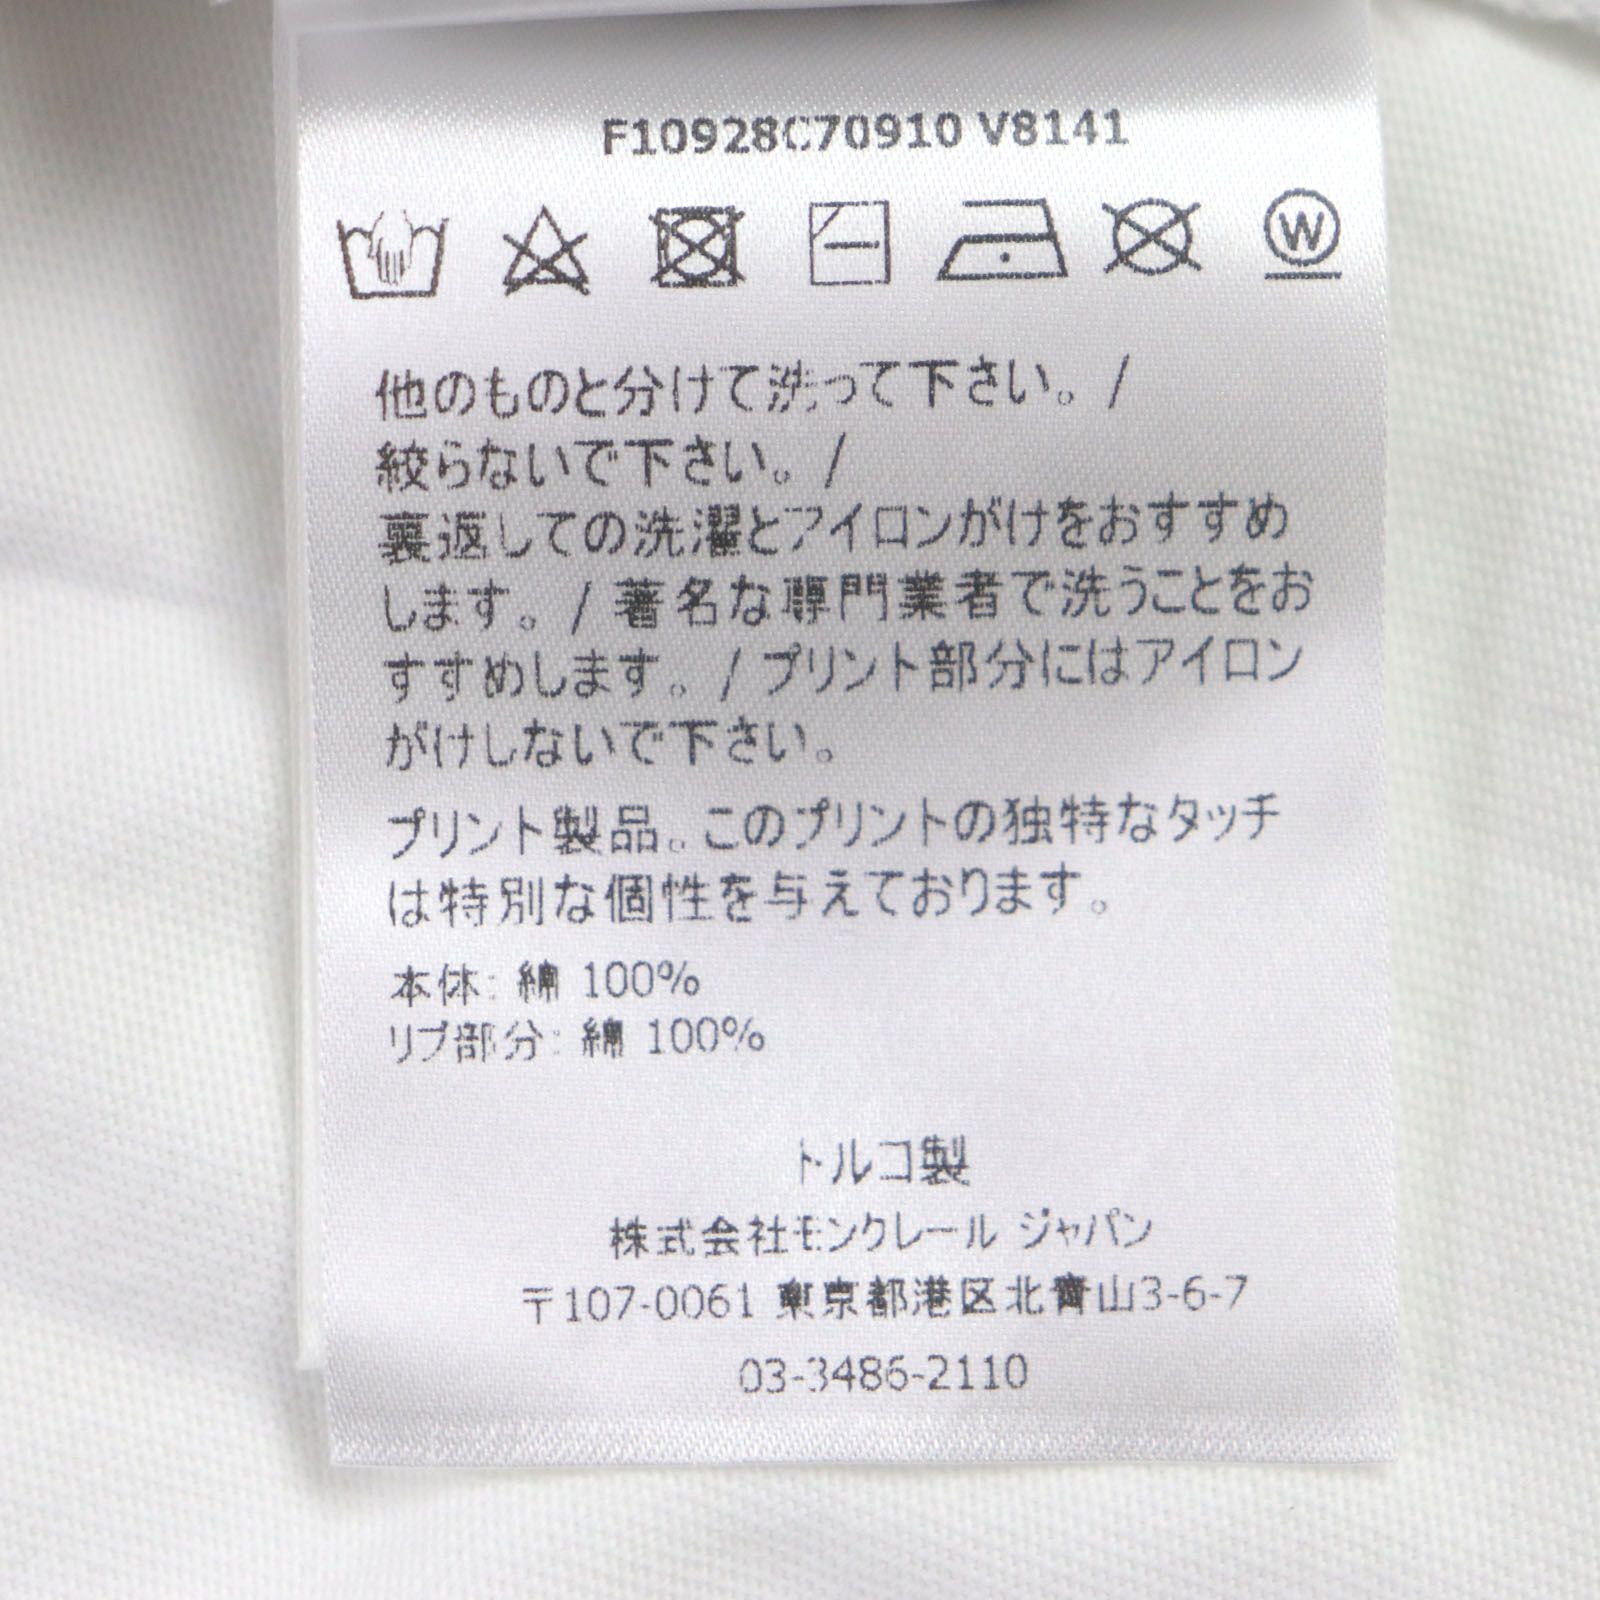 F10928C70910 V8141
W
他のものと分けて洗って下さい。/
絞らないで下さい。/
裏返しての洗濯とアイロンがけをおすすめ
します。/ 著名な専門業者で洗うことをお
すすめします。/ プリント部分にはアイロン
がけしないで下さい。
プリント製品。このプリントの独特なタッチ
は特別な個性を与えております。
本体: 綿 100%
リブ部分: 綿 100%
トルコ製
株式会社モンクレール ジャパン
〒107-0061 東京都港区北青山3-6-7
03-3486-2110